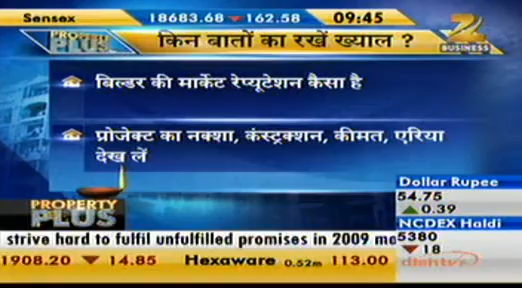 Sensex 18683.68 162.58 09:45
PROPERTY PLUS किन बातों का रखें ख्याल ? Z BUSINESS
बिल्डर की मार्केट रेप्यूटेशन कैसा है
प्रोजेक्ट का नक्शा, कंस्ट्रक्शन, कीमत, एरिया
देख लें
PROPERTY
PLUS
Dollar Rupee
54.75
0.39
NCDEX Haldi
5380
18
strive hard to fulfil unfulfilled promises in 2009
1908.20 14.85 Hexaware 0.52m 113.00
dishtv